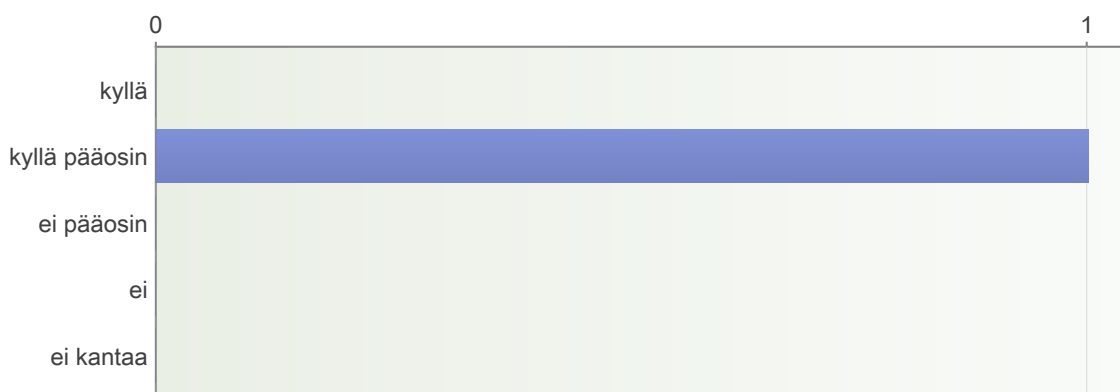 0 1
kyllä
kyllä pääosin
ei pääosin
ei
ei kantaa